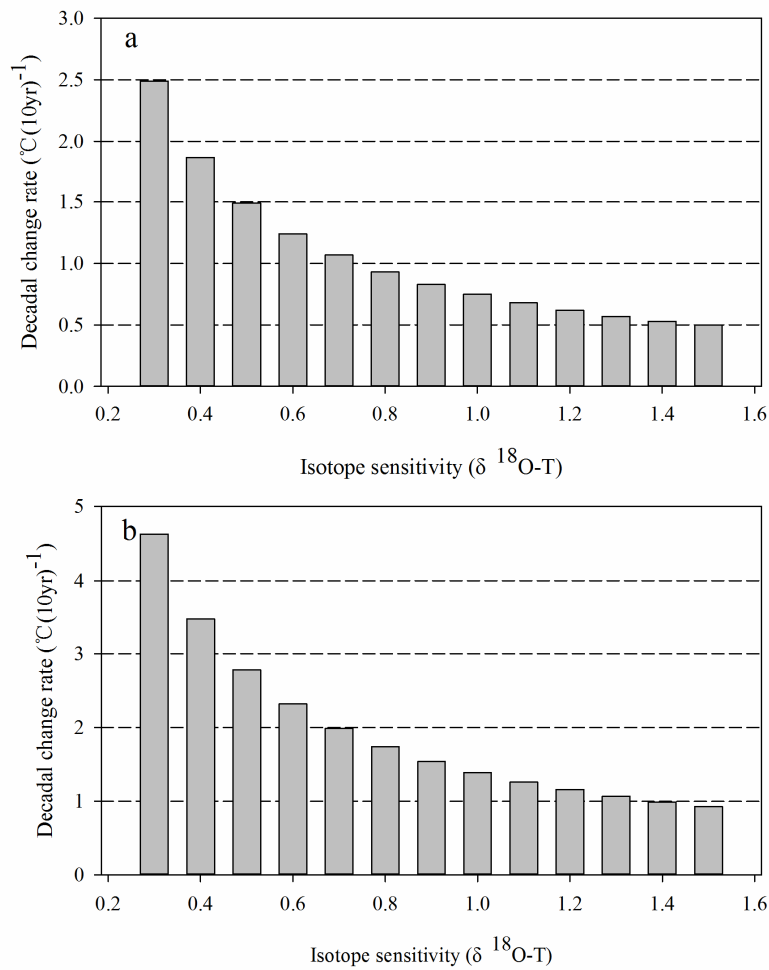 a
Decadal change rate (℃(10yr)-1
3.0
2.5
2.0
1.5
1.0
0.5
0.0
0.2 0.4 0.6 0.8 1.0 1.2 1.4 1.6
Isotope sensitivity (δ 18O-T)
b
Decadal change rate (℃(10yr)-1)
5
4
3
2
1
0
0.2 0.4 0.6 0.8 1.0 1.2 1.4 1.6
Isotope sensitivity (δ 18O-T)